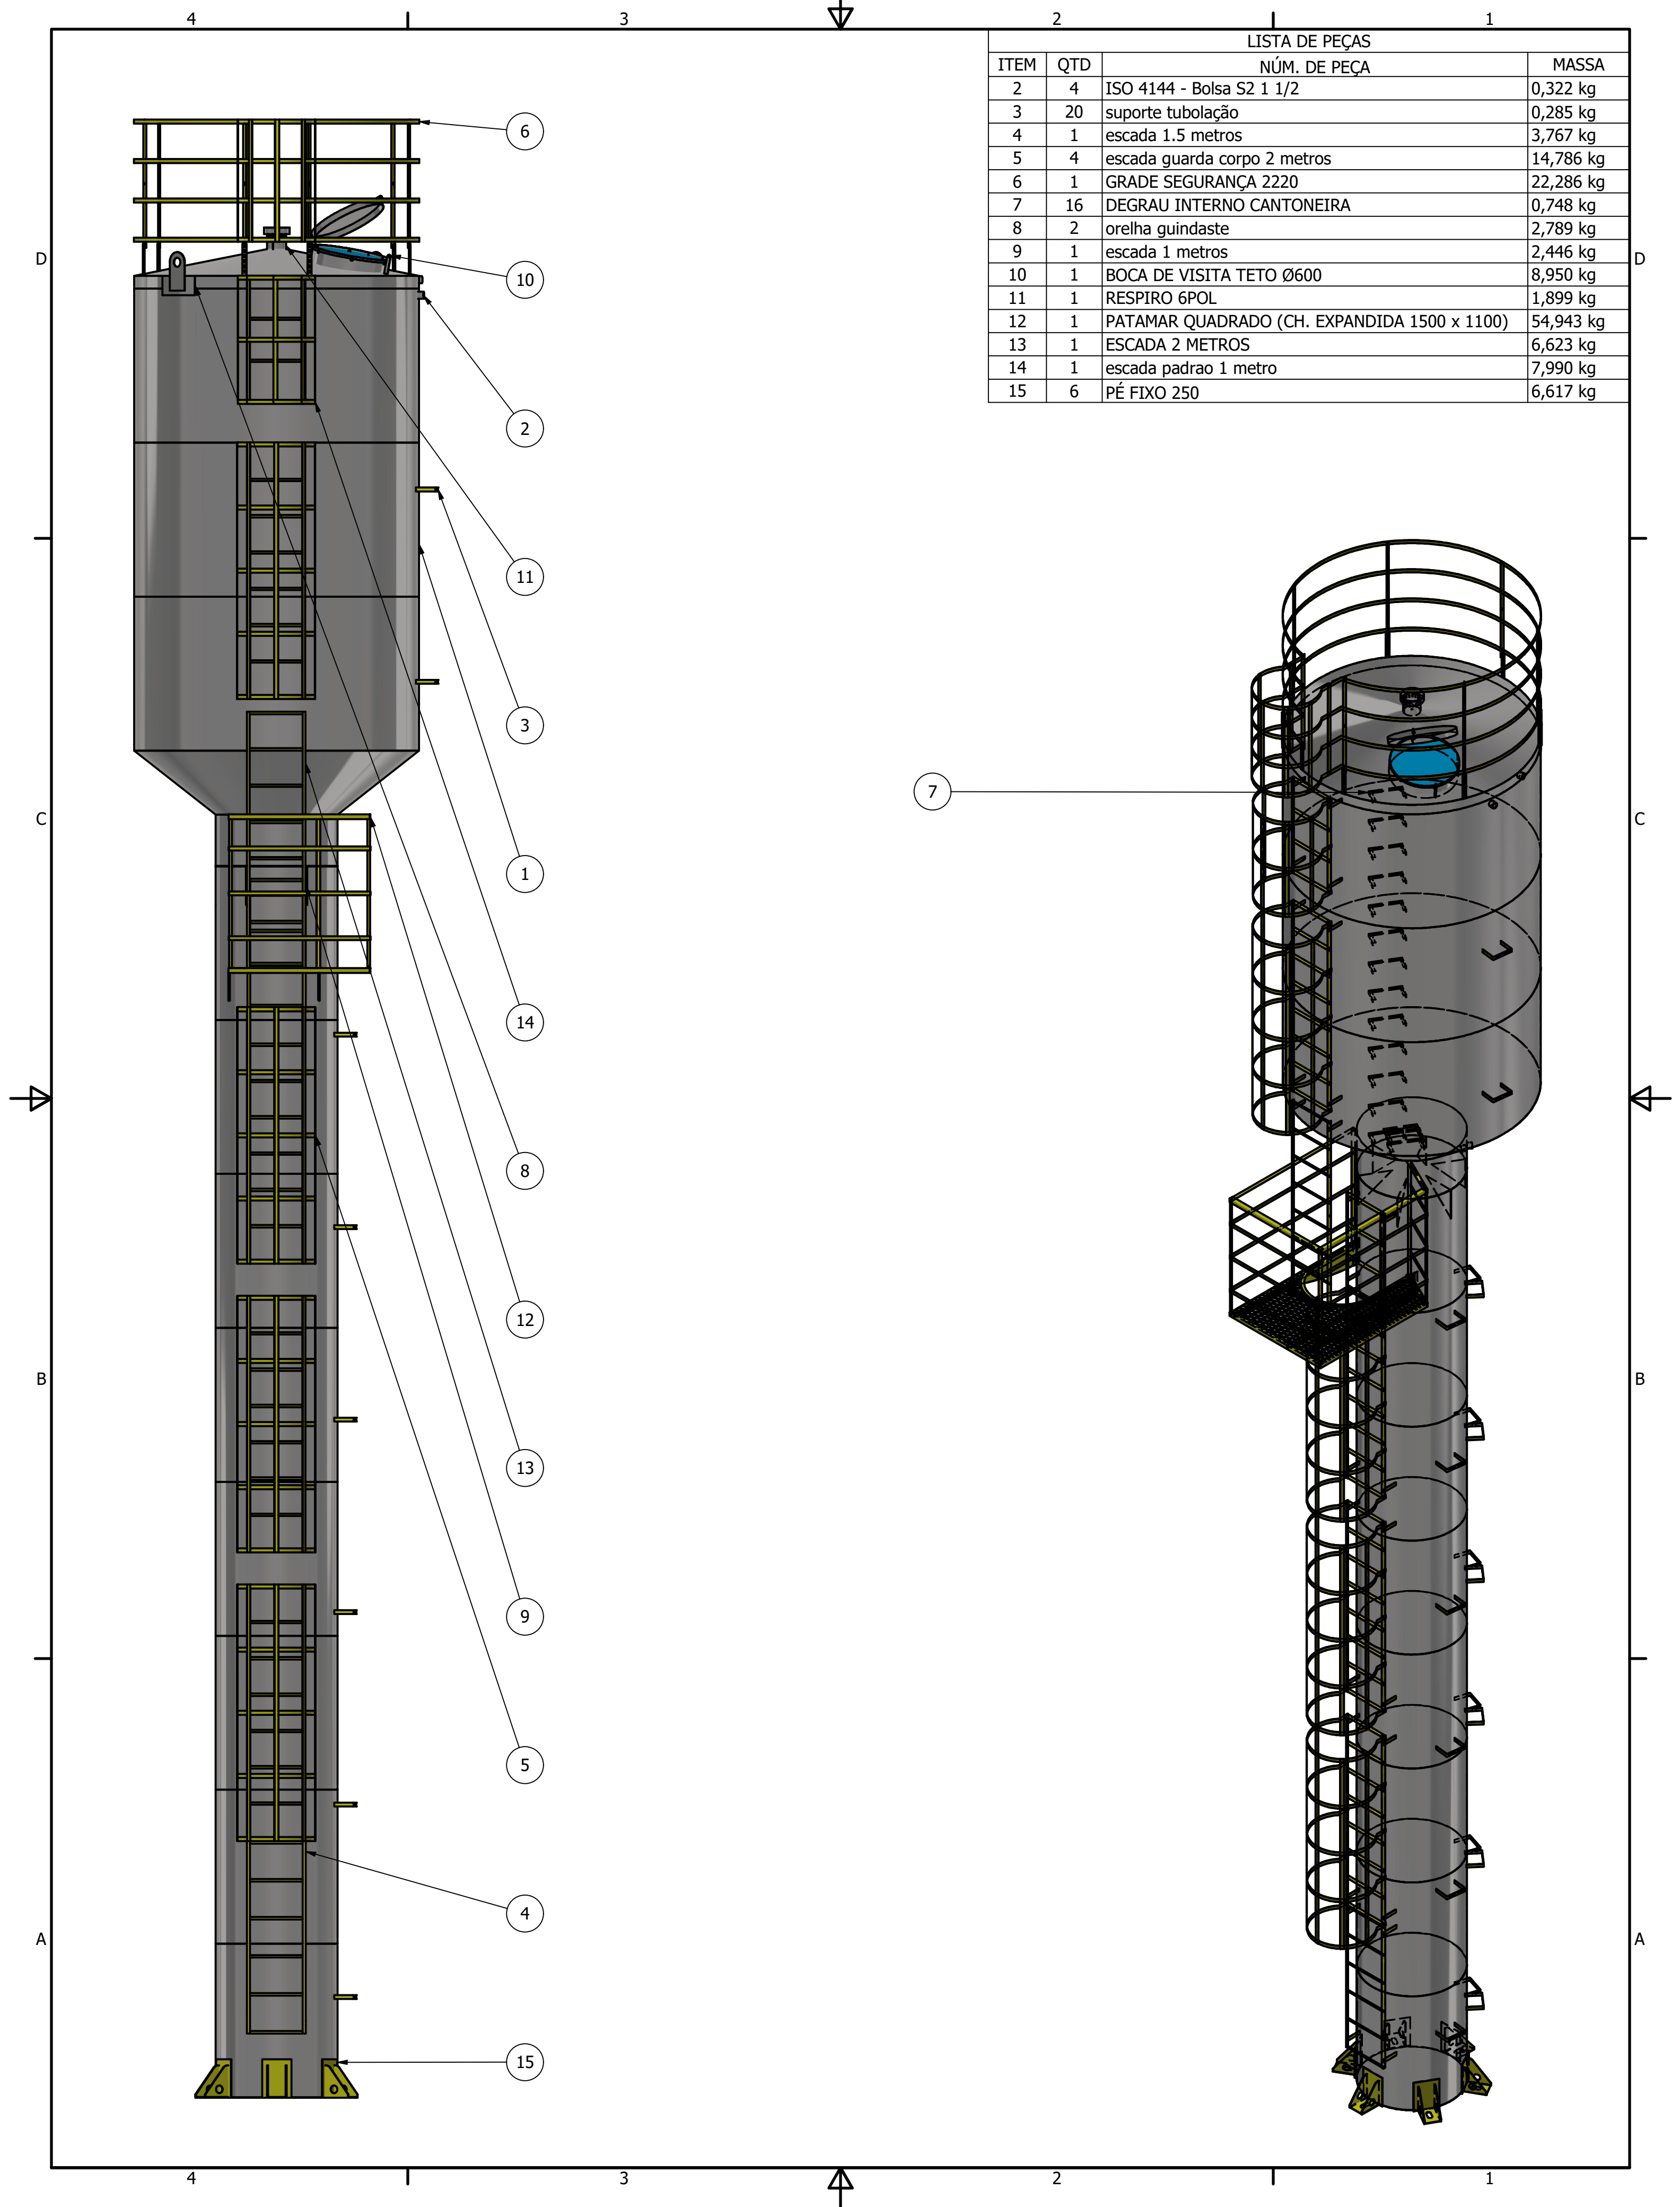 4 3 2 1
LISTA DE PEÇAS
ITEM QTD NÚM. DE PEÇA MASSA
2 4 ISO 4144 - Bolsa S2 1 1/2 0,322 kg
3 20 suporte tubolação 0,285 kg
4 1 escada 1.5 metros 3,767 kg
5 4 escada guarda corpo 2 metros 14,786 kg
6 1 GRADE SEGURANÇA 2220 22,286 kg
7 16 DEGRAU INTERNO CANTONEIRA 0,748 kg
8 2 orelha guindaste 2,789 kg
9 1 escada 1 metros 2,446 kg
10 1 BOCA DE VISITA TETO Ø600 8,950 kg
11 1 RESPIRO 6POL 1,899 kg
12 1 PATAMAR QUADRADO (CH. EXPANDIDA 1500 x 1100) 54,943 kg
13 1 ESCADA 2 METROS 6,623 kg
14 1 escada padrao 1 metro 7,990 kg
15 6 PÉ FIXO 250 6,617 kg
6
D D
10
2
11
3
7
C C
1
14
8
12
B B
13
9
5
4
A A
15
4 3 2 1